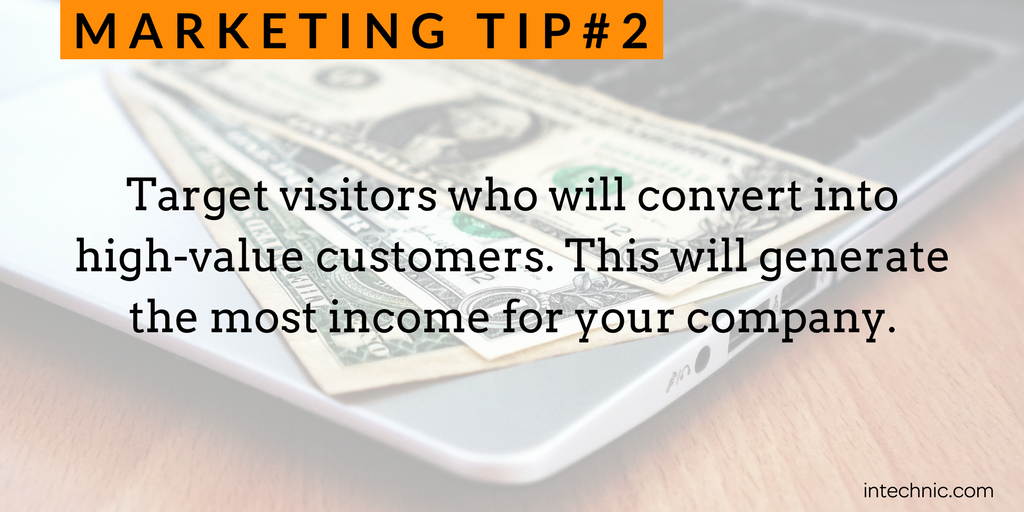 MARKETING TIP#2
Target visitors who will convert into
high-value customers. This will generate
the most income for your company.
intechnic.com